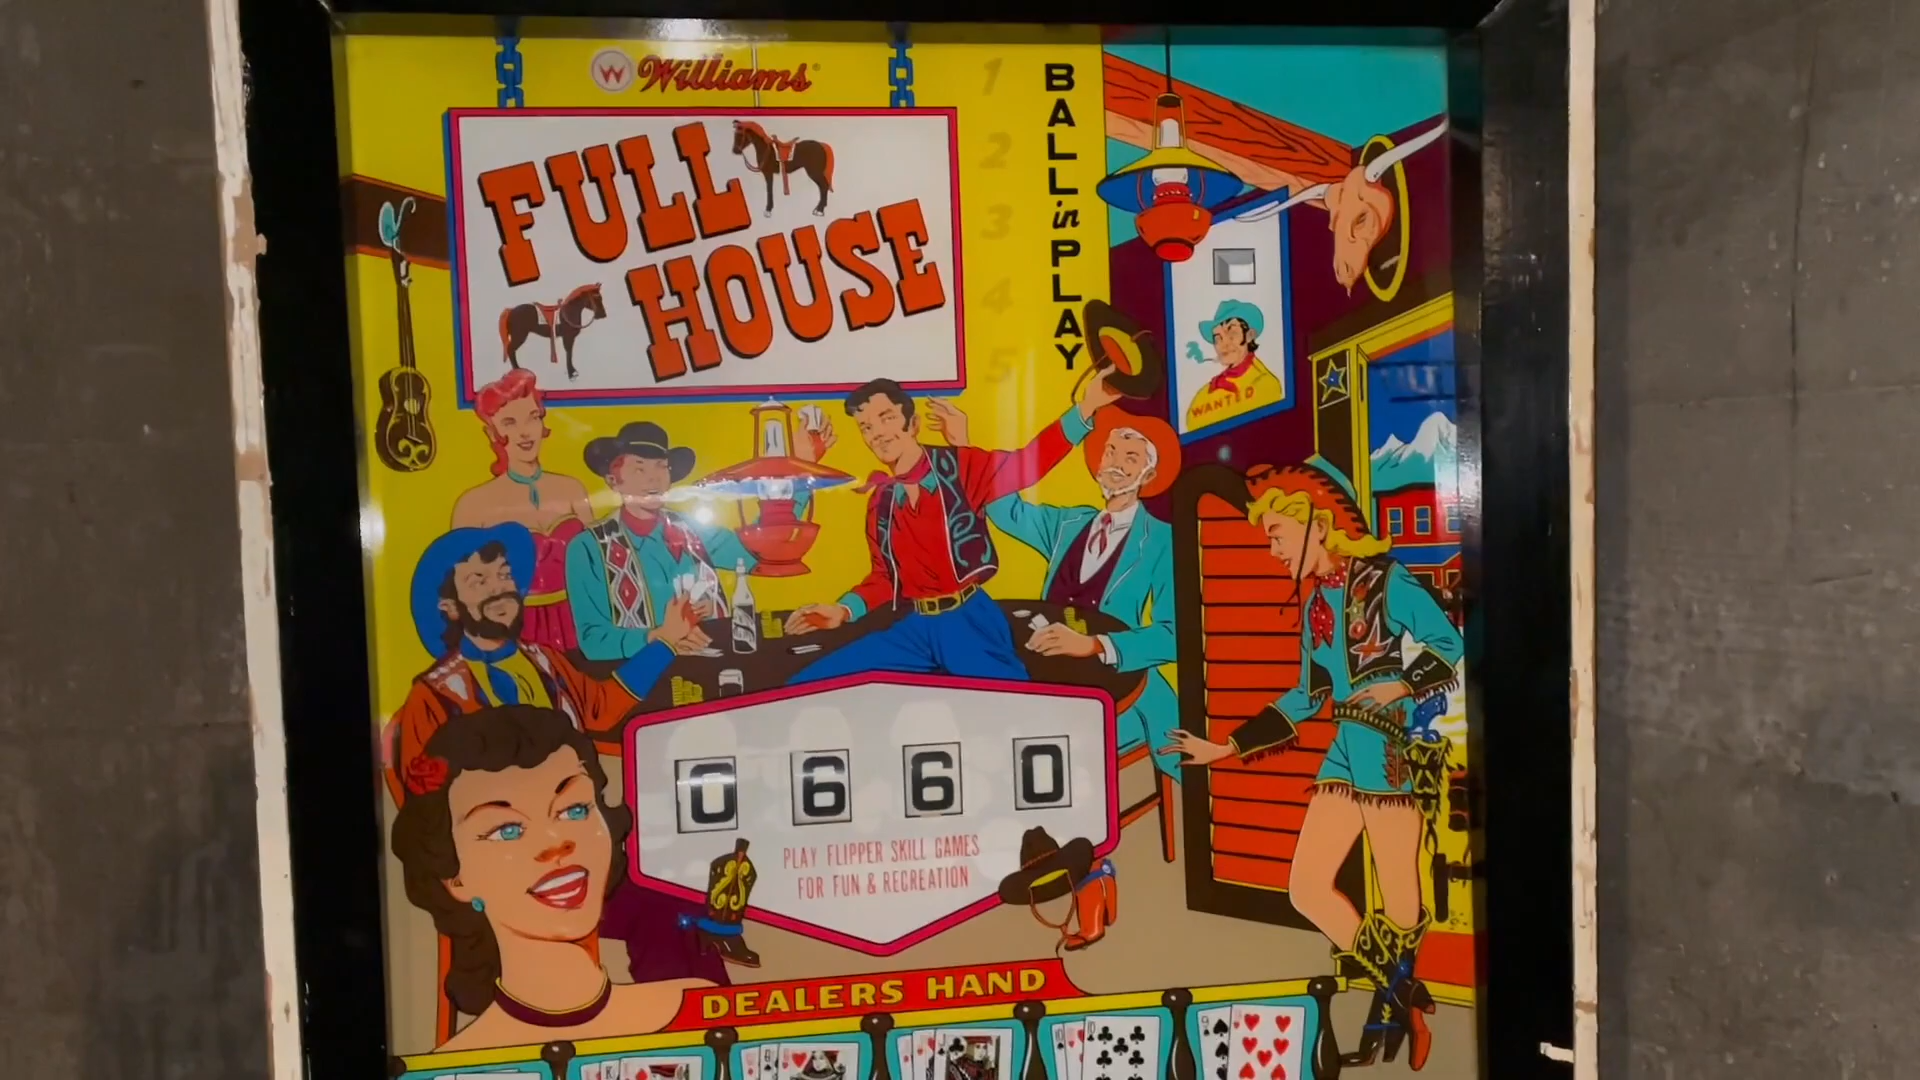 Williams®
FULL
HOUSE
BALL in PLAY
1
2
3
4
5
WANTED
0660
PLAY FLIPPER SKILL GAMES
FOR FUN & RECREATION
DEALERS HAND